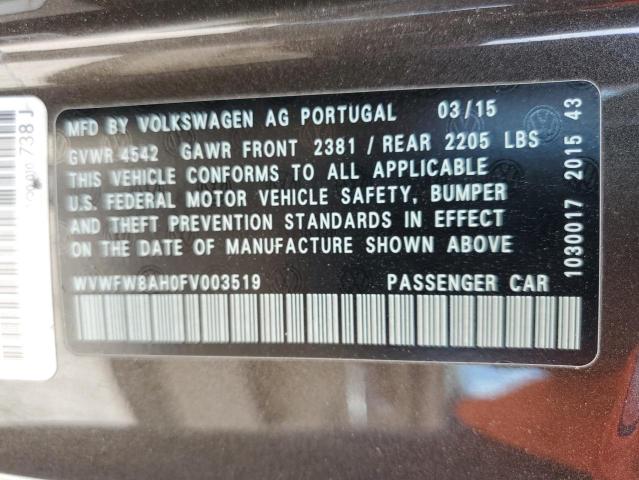 MFD BY VOLKSWAGEN AG PORTUGAL 03/15
GVWR 4542 GAWR FRONT 2381 / REAR 2205 LBS
THIS VEHICLE CONFORMS TO ALL APPLICABLE
U.S. FEDERAL MOTOR VEHICLE SAFETY, BUMPER
AND THEFT PREVENTION STANDARDS IN EFFECT
ON THE DATE OF MANUFACTURE SHOWN ABOVE
WVWFW8AH0FV003519 PASSENGER CAR
1030017 2015 43
738J